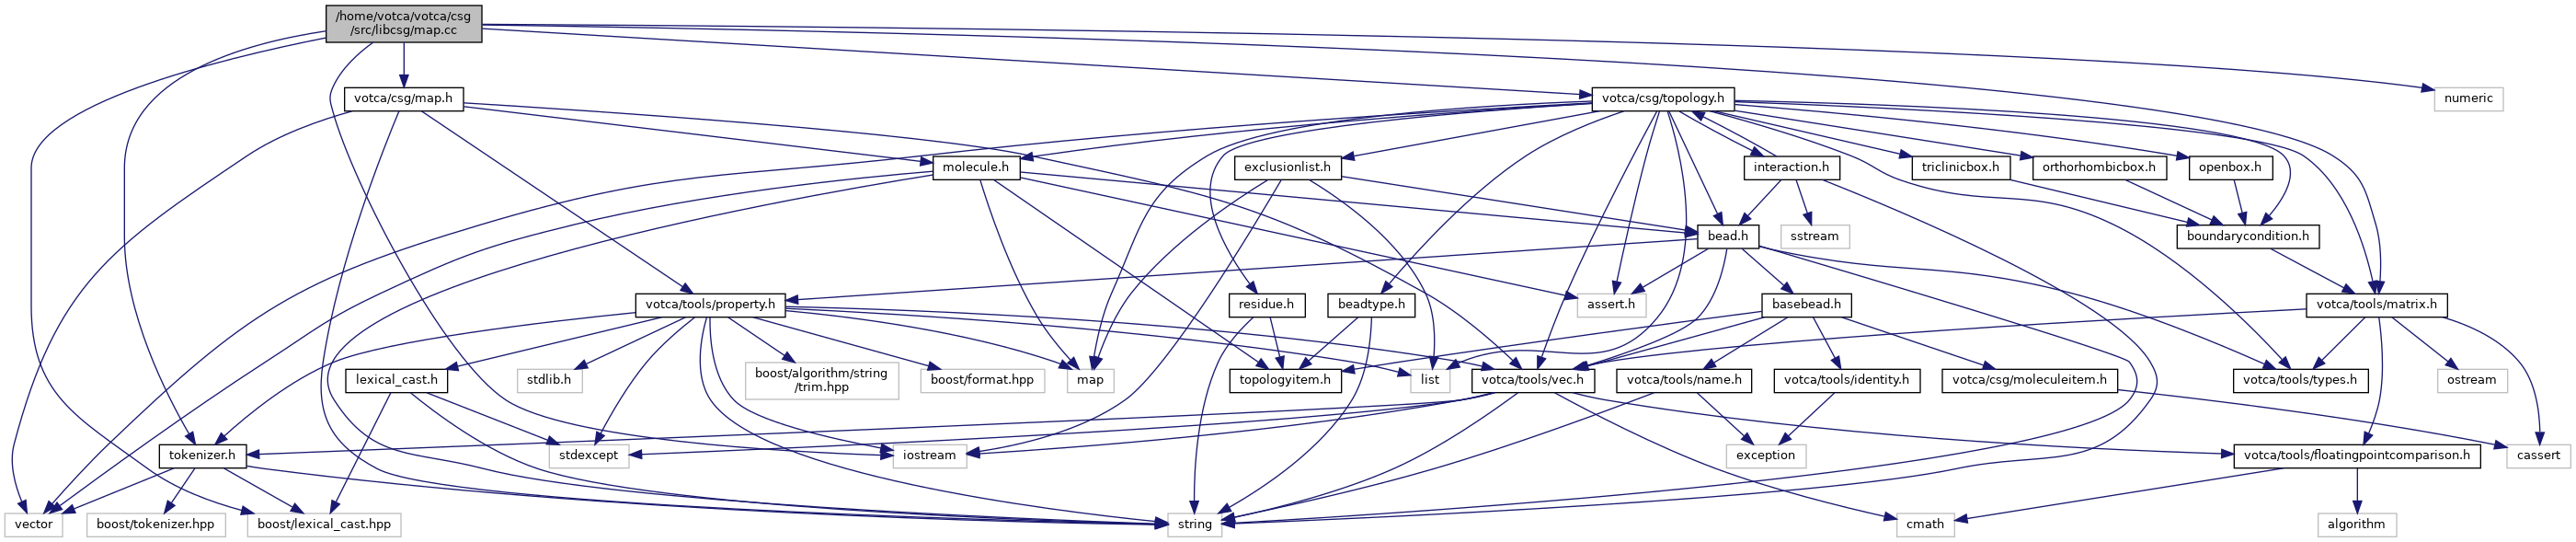 /home/votca/votca/csg
/src/libcsg/map.cc
votca/csg/map.h
votca/csg/topology.h
numeric
molecule.h
exclusionlist.h
interaction.h
triclinicbox.h
orthorhombicbox.h
openbox.h
bead.h
sstream
boundarycondition.h
votca/tools/property.h
residue.h
beadtype.h
assert.h
basebead.h
votca/tools/matrix.h
lexical_cast.h
stdlib.h
boost/algorithm/string
/trim.hpp
boost/format.hpp
map
topologyitem.h
list
votca/tools/vec.h
votca/tools/name.h
votca/tools/identity.h
votca/csg/moleculeitem.h
votca/tools/types.h
ostream
tokenizer.h
stdexcept
iostream
exception
votca/tools/floatingpointcomparison.h
cassert
vector
boost/tokenizer.hpp
boost/lexical_cast.hpp
string
cmath
algorithm